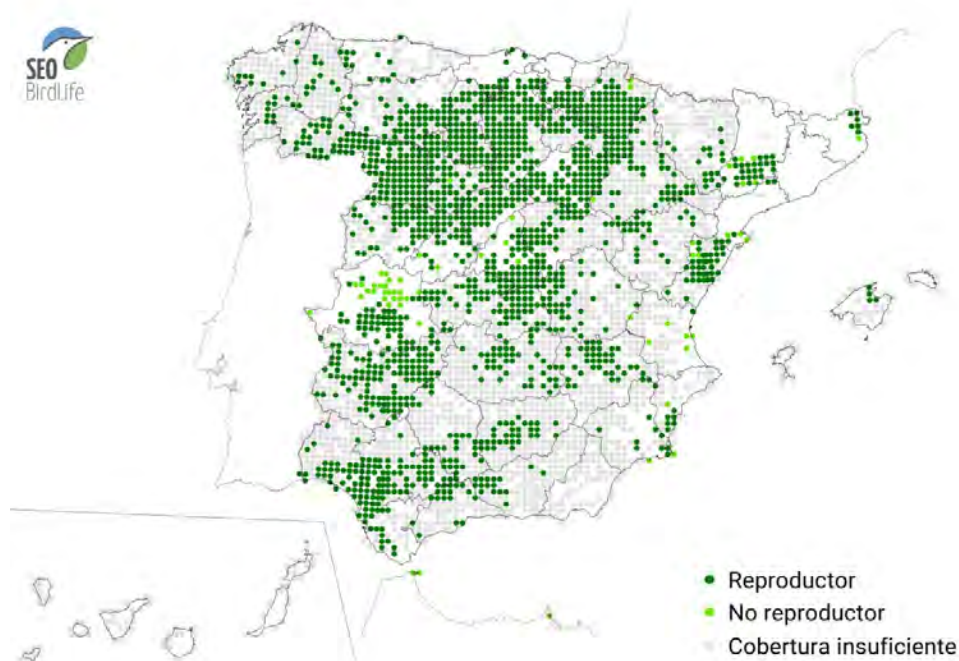 SEO
BirdLife
Reproductor
No reproductor
Cobertura insuficiente